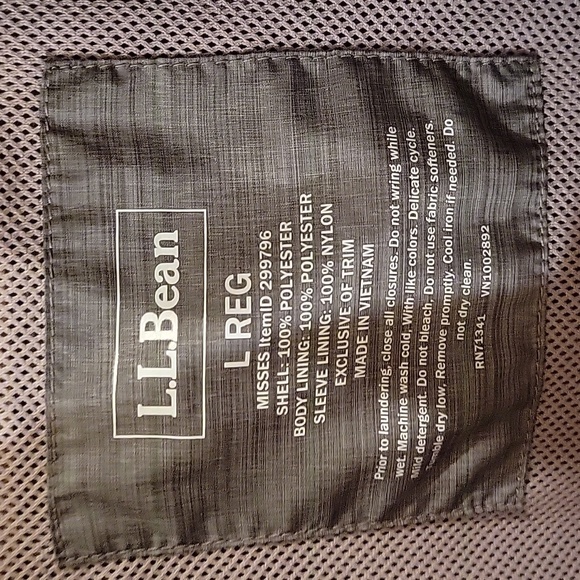 L.L.Bean
L REG
MISSES ItemID 299796
SHELL: 100% POLYESTER
BODY LINING: 100% POLYESTER
SLEEVE LINING: 100% NYLON
EXCLUSIVE OF TRIM
MADE IN VIETNAM
Prior to laundering, close all closures. Do not wring while
wet. Machine wash cold. With like colors. Delicate cycle.
Mild detergent. Do not bleach. Do not use fabric softeners.
Tumble dry low. Remove promptly. Cool iron if needed. Do
not dry clean.
RN71341 VN1002892